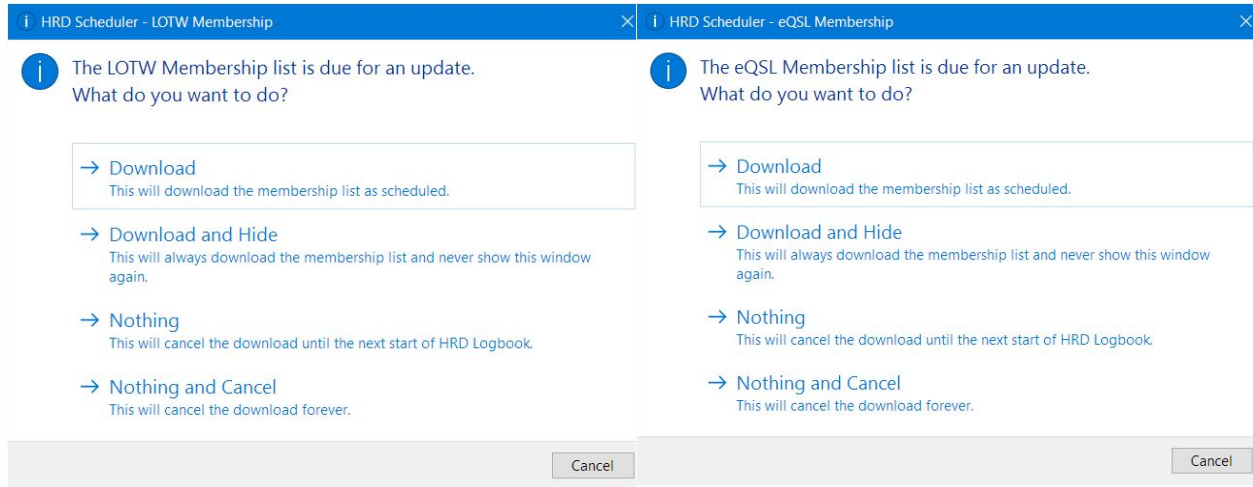 HRD Scheduler - LOTW Membership
The LOTW Membership list is due for an update.
What do you want to do?
→ Download
This will download the membership list as scheduled.
→ Download and Hide
This will always download the membership list and never show this window
again.
→ Nothing
This will cancel the download until the next start of HRD Logbook.
→ Nothing and Cancel
This will cancel the download forever.
Cancel
HRD Scheduler - eQSL Membership
The eQSL Membership list is due for an update.
What do you want to do?
→ Download
This will download the membership list as scheduled.
→ Download and Hide
This will always download the membership list and never show this window
again.
→ Nothing
This will cancel the download until the next start of HRD Logbook.
→ Nothing and Cancel
This will cancel the download forever.
Cancel